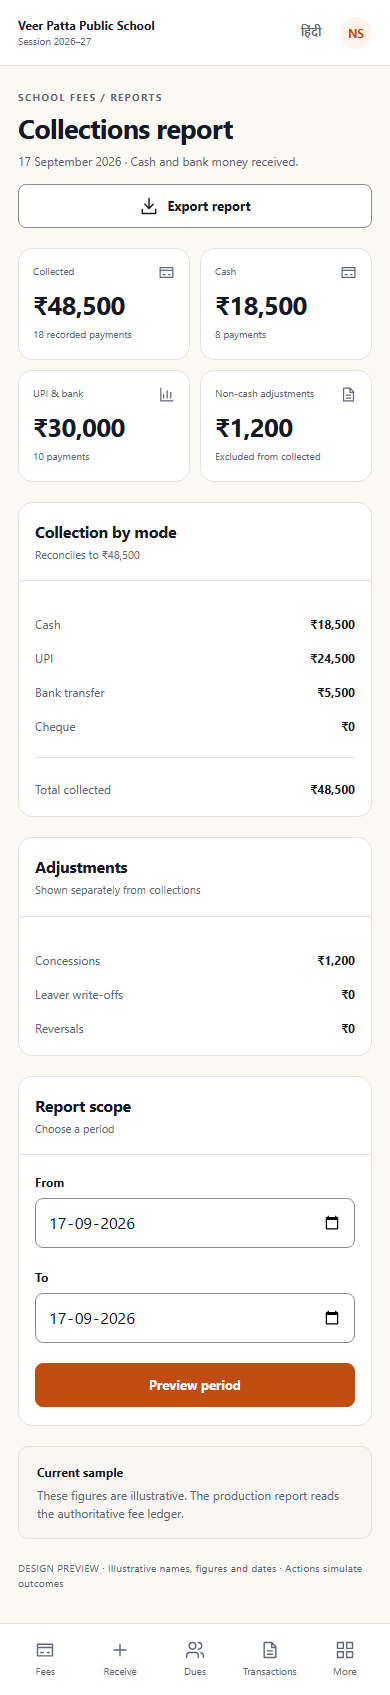 Veer Patta Public School
Session 2026–27
हिंदी
NS
SCHOOL FEES / REPORTS
Collections report
17 September 2026 · Cash and bank money received.
Export report
Collected
₹48,500
18 recorded payments
Cash
₹18,500
8 payments
UPI & bank
₹30,000
10 payments
Non-cash adjustments
₹1,200
Excluded from collected
Collection by mode
Reconciles to ₹48,500
Cash ₹18,500
UPI ₹24,500
Bank transfer ₹5,500
Cheque ₹0
Total collected ₹48,500
Adjustments
Shown separately from collections
Concessions ₹1,200
Leaver write-offs ₹0
Reversals ₹0
Report scope
Choose a period
From
17-09-2026
To
17-09-2026
Preview period
Current sample
These figures are illustrative. The production report reads
the authoritative fee ledger.
DESIGN PREVIEW · Illustrative names, figures and dates · Actions simulate
outcomes
Fees Receive Dues Transactions More